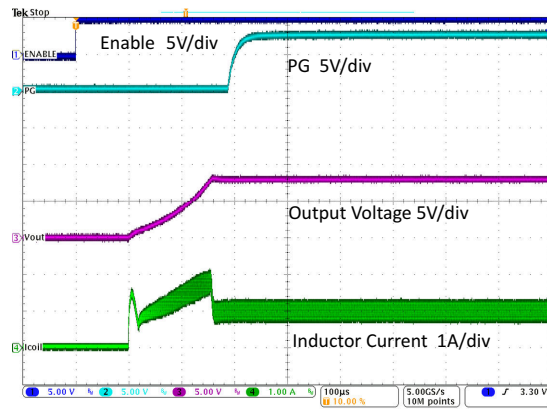 Tek Stop
T
1 ENABLE
Enable 5V/div
PG 5V/div
2 PG
Output Voltage 5V/div
3 Vout
Inductor Current 1A/div
4 Icoil
1 5.00 V 2 5.00 V 3 5.00 V 4 1.00 A 100µs 5.00GS/s 1 3.30 V
T 10.00 % 10M points